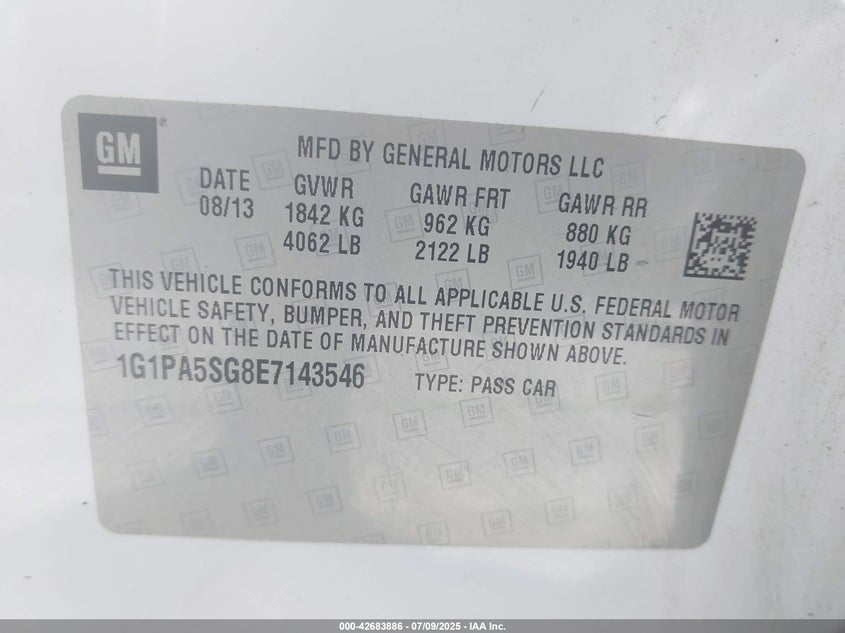 GM®
MFD BY GENERAL MOTORS LLC
DATE GVWR GAWR FRT GAWR RR
08/13 1842 KG 962 KG 880 KG
4062 LB 2122 LB 1940 LB
THIS VEHICLE CONFORMS TO ALL APPLICABLE U.S. FEDERAL MOTOR
VEHICLE SAFETY, BUMPER, AND THEFT PREVENTION STANDARDS IN
EFFECT ON THE DATE OF MANUFACTURE SHOWN ABOVE.
1G1PA5SG8E7143546 TYPE: PASS CAR
000-42683886 - 07/09/2025 - IAA Inc.